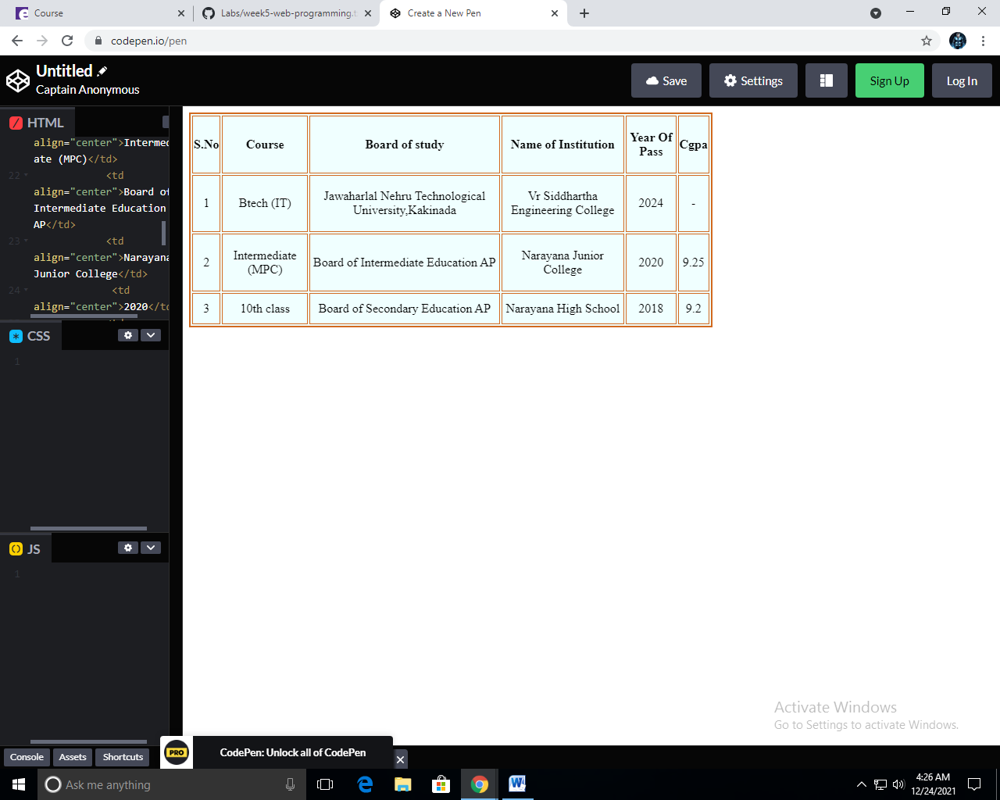 Course
Labs/week5-web-programming.t
Create a New Pen
codepen.io/pen
Untitled
Captain Anonymous
Save
Settings
Sign Up
Log In
HTML
align="center">Intermed
ate (MPC)</td>
22 <td
align="center">Board of
Intermediate Education
AP</td>
23 <td
align="center">Narayana
Junior College</td>
24 <td
align="center">2020</td
CSS
1
JS
1
S.No Course Board of study Name of Institution Year Of Pass Cgpa
1 Btech (IT) Jawaharlal Nehru Technological University,Kakinada Vr Siddhartha Engineering College 2024 -
2 Intermediate (MPC) Board of Intermediate Education AP Narayana Junior College 2020 9.25
3 10th class Board of Secondary Education AP Narayana High School 2018 9.2
Activate Windows
Go to Settings to activate Windows.
Console Assets Shortcuts
PRO
CodePen: Unlock all of CodePen
Ask me anything
4:26 AM
12/24/2021